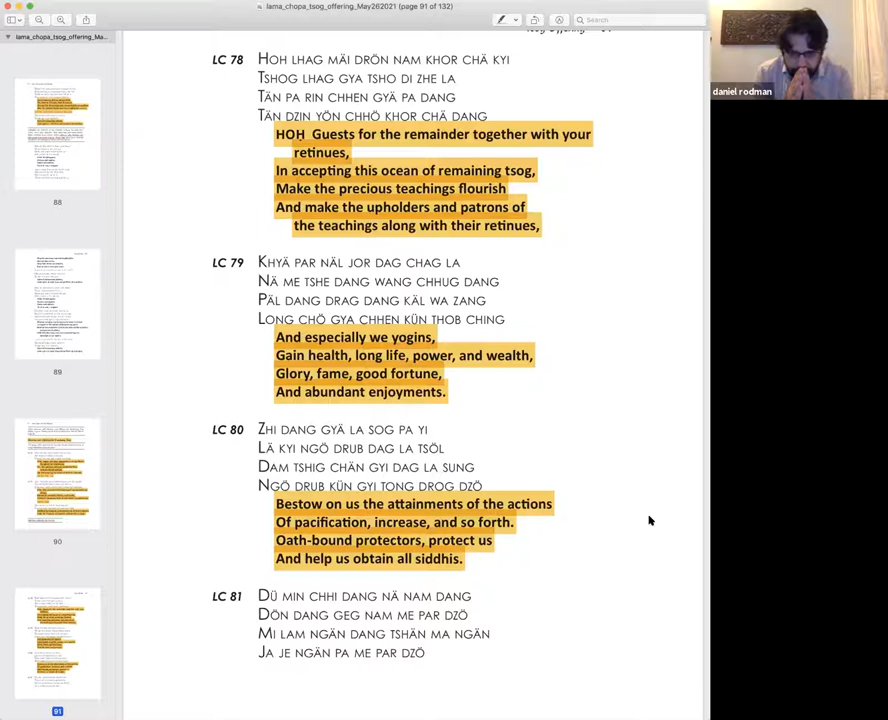 lama_chopa_tsog_offering_May262021 (page 91 of 132)
Search
lama_chopa_tsog_offering_Ma...
88
89
90
91
daniel rodman
LC 78 HOH LHAG MÄI DRÖN NAM KHOR CHÄ KYI
TSHOG LHAG GYA TSHO DI ZHE LA
TÄN PA RIN CHHEN GYÄ PA DANG
TÄN DZIN YÖN CHHÖ KHOR CHÄ DANG
HOḤ Guests for the remainder together with your
retinues,
In accepting this ocean of remaining tsog,
Make the precious teachings flourish
And make the upholders and patrons of
the teachings along with their retinues,
LC 79 KHYÄ PAR NÄL JOR DAG CHAG LA
NÄ ME TSHE DANG WANG CHHUG DANG
PÄL DANG DRAG DANG KÄL WA ZANG
LONG CHÖ GYA CHHEN KÜN THOB CHING
And especially we yogins,
Gain health, long life, power, and wealth,
Glory, fame, good fortune,
And abundant enjoyments.
LC 80 ZHI DANG GYÄ LA SOG PA YI
LÄ KYI NGÖ DRUB DAG LA TSÖL
DAM TSHIG CHÄN GYI DAG LA SUNG
NGÖ DRUB KÜN GYI TONG DROG DZÖ
Bestow on us the attainments of the actions
Of pacification, increase, and so forth.
Oath-bound protectors, protect us
And help us obtain all siddhis.
LC 81 DÜ MIN CHHI DANG NÄ NAM DANG
DÖN DANG GEG NAM ME PAR DZÖ
MI LAM NGÄN DANG TSHÄN MA NGÄN
JA JE NGÄN PA ME PAR DZÖ